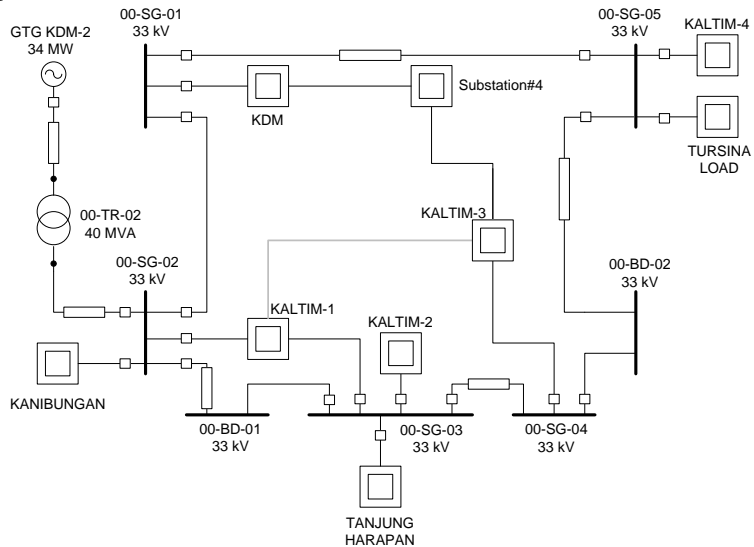 00-SG-01
33 kV
00-SG-05
33 kV
KALTIM-4
GTG KDM-2
34 MW
Substation#4
KDM
TURSINA
LOAD
00-TR-02
40 MVA
KALTIM-3
00-SG-02
33 kV
00-BD-02
33 kV
KALTIM-1
KALTIM-2
KANIBUNGAN
00-BD-01
33 kV
00-SG-03
33 kV
00-SG-04
33 kV
TANJUNG
HARAPAN